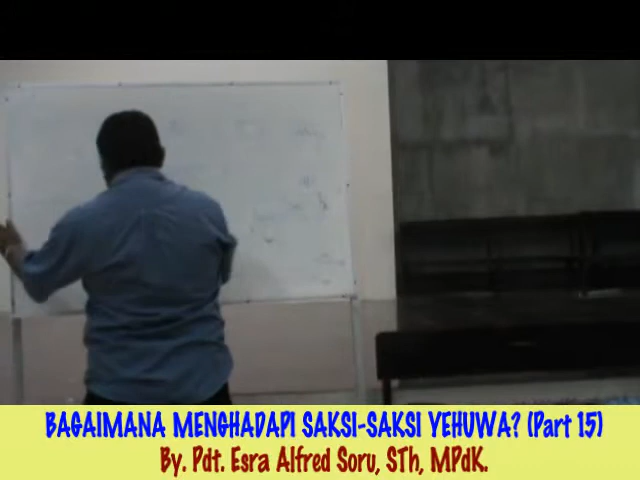 BAGAIMANA MENGHADAPI SAKSI-SAKSI YEHUWA? (Part 15)
By. Pdt. Esra Alfred Soru, STh, MPdK.